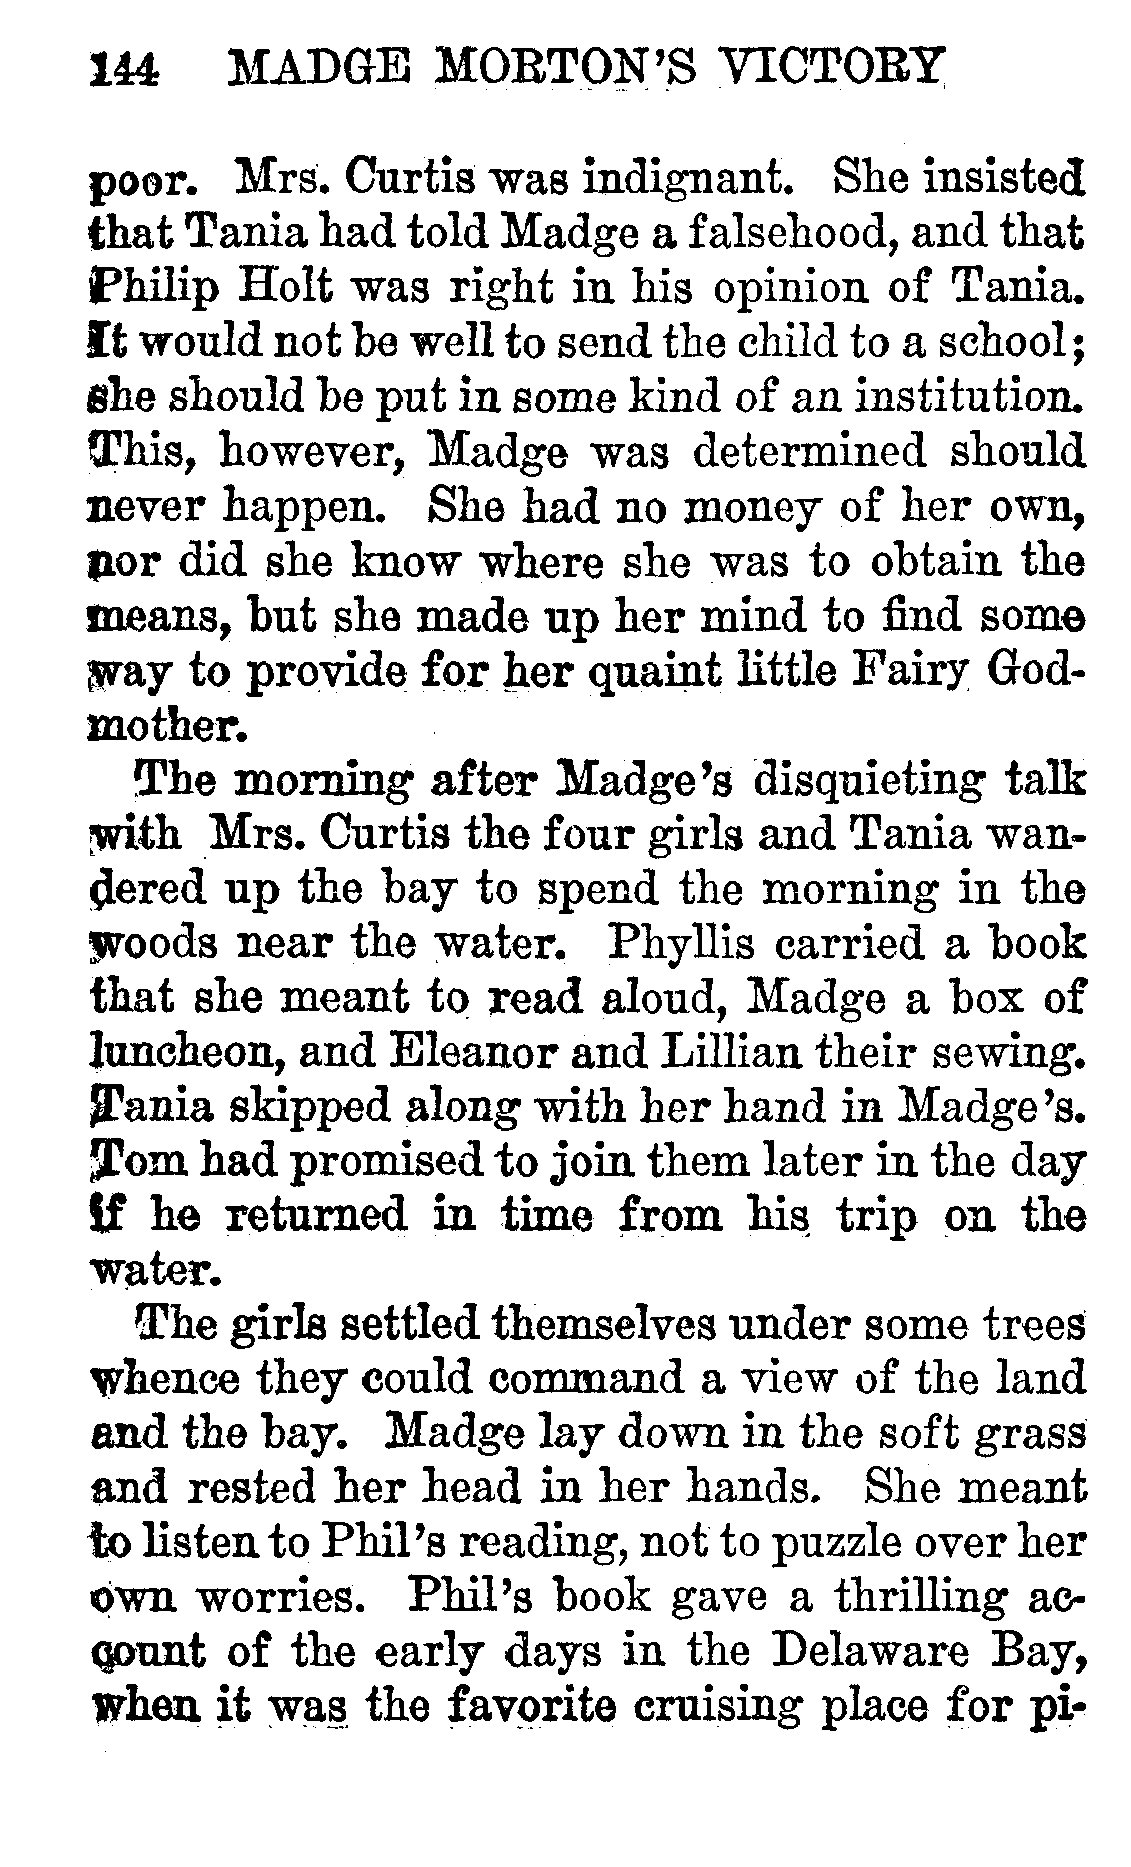 144 MADGE MORTON'S VICTORY
poor. Mrs. Curtis was indignant. She insisted
that Tania had told Madge a falsehood, and that
Philip Holt was right in his opinion of Tania.
It would not be well to send the child to a school;
she should be put in some kind of an institution.
This, however, Madge was determined should
never happen. She had no money of her own,
nor did she know where she was to obtain the
means, but she made up her mind to find some
way to provide for her quaint little Fairy God-
mother.
The morning after Madge's disquieting talk
with Mrs. Curtis the four girls and Tania wan-
dered up the bay to spend the morning in the
woods near the water. Phyllis carried a book
that she meant to read aloud, Madge a box of
luncheon, and Eleanor and Lillian their sewing.
Tania skipped along with her hand in Madge's.
Tom had promised to join them later in the day
if he returned in time from his trip on the
water.
The girls settled themselves under some trees
whence they could command a view of the land
and the bay. Madge lay down in the soft grass
and rested her head in her hands. She meant
to listen to Phil's reading, not to puzzle over her
own worries. Phil's book gave a thrilling ac-
count of the early days in the Delaware Bay,
when it was the favorite cruising place for pi-